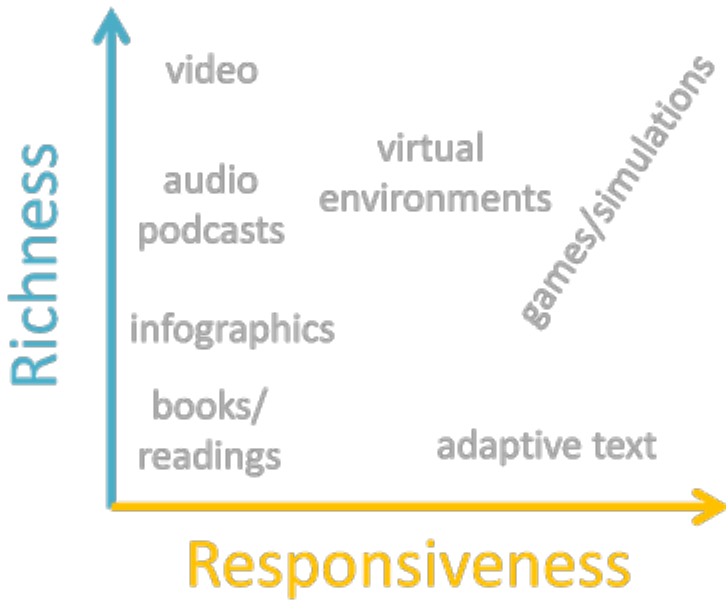 video
virtual
environments
games/simulations
audio
podcasts
Richness
infographics
books/
readings
adaptive text
Responsiveness